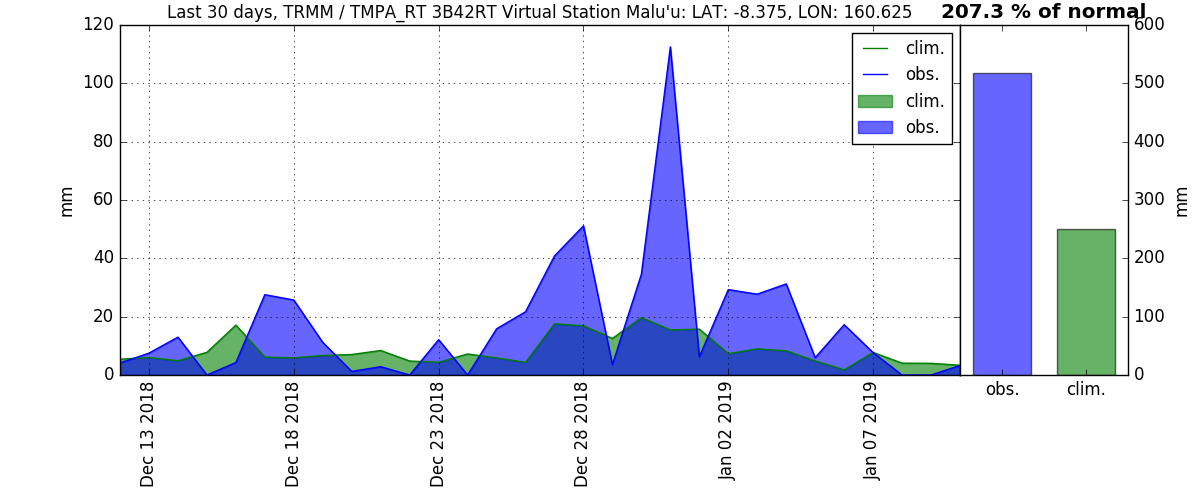 Last 30 days, TRMM / TMPA_RT 3B42RT Virtual Station Malu'u: LAT: -8.375, LON: 160.625
207.3 % of normal
120
100
80
60
40
20
0
mm
Dec 13 2018
Dec 18 2018
Dec 23 2018
Dec 28 2018
Jan 02 2019
Jan 07 2019
clim.
obs.
clim.
obs.
600
500
400
300
200
100
0
mm
obs.
clim.